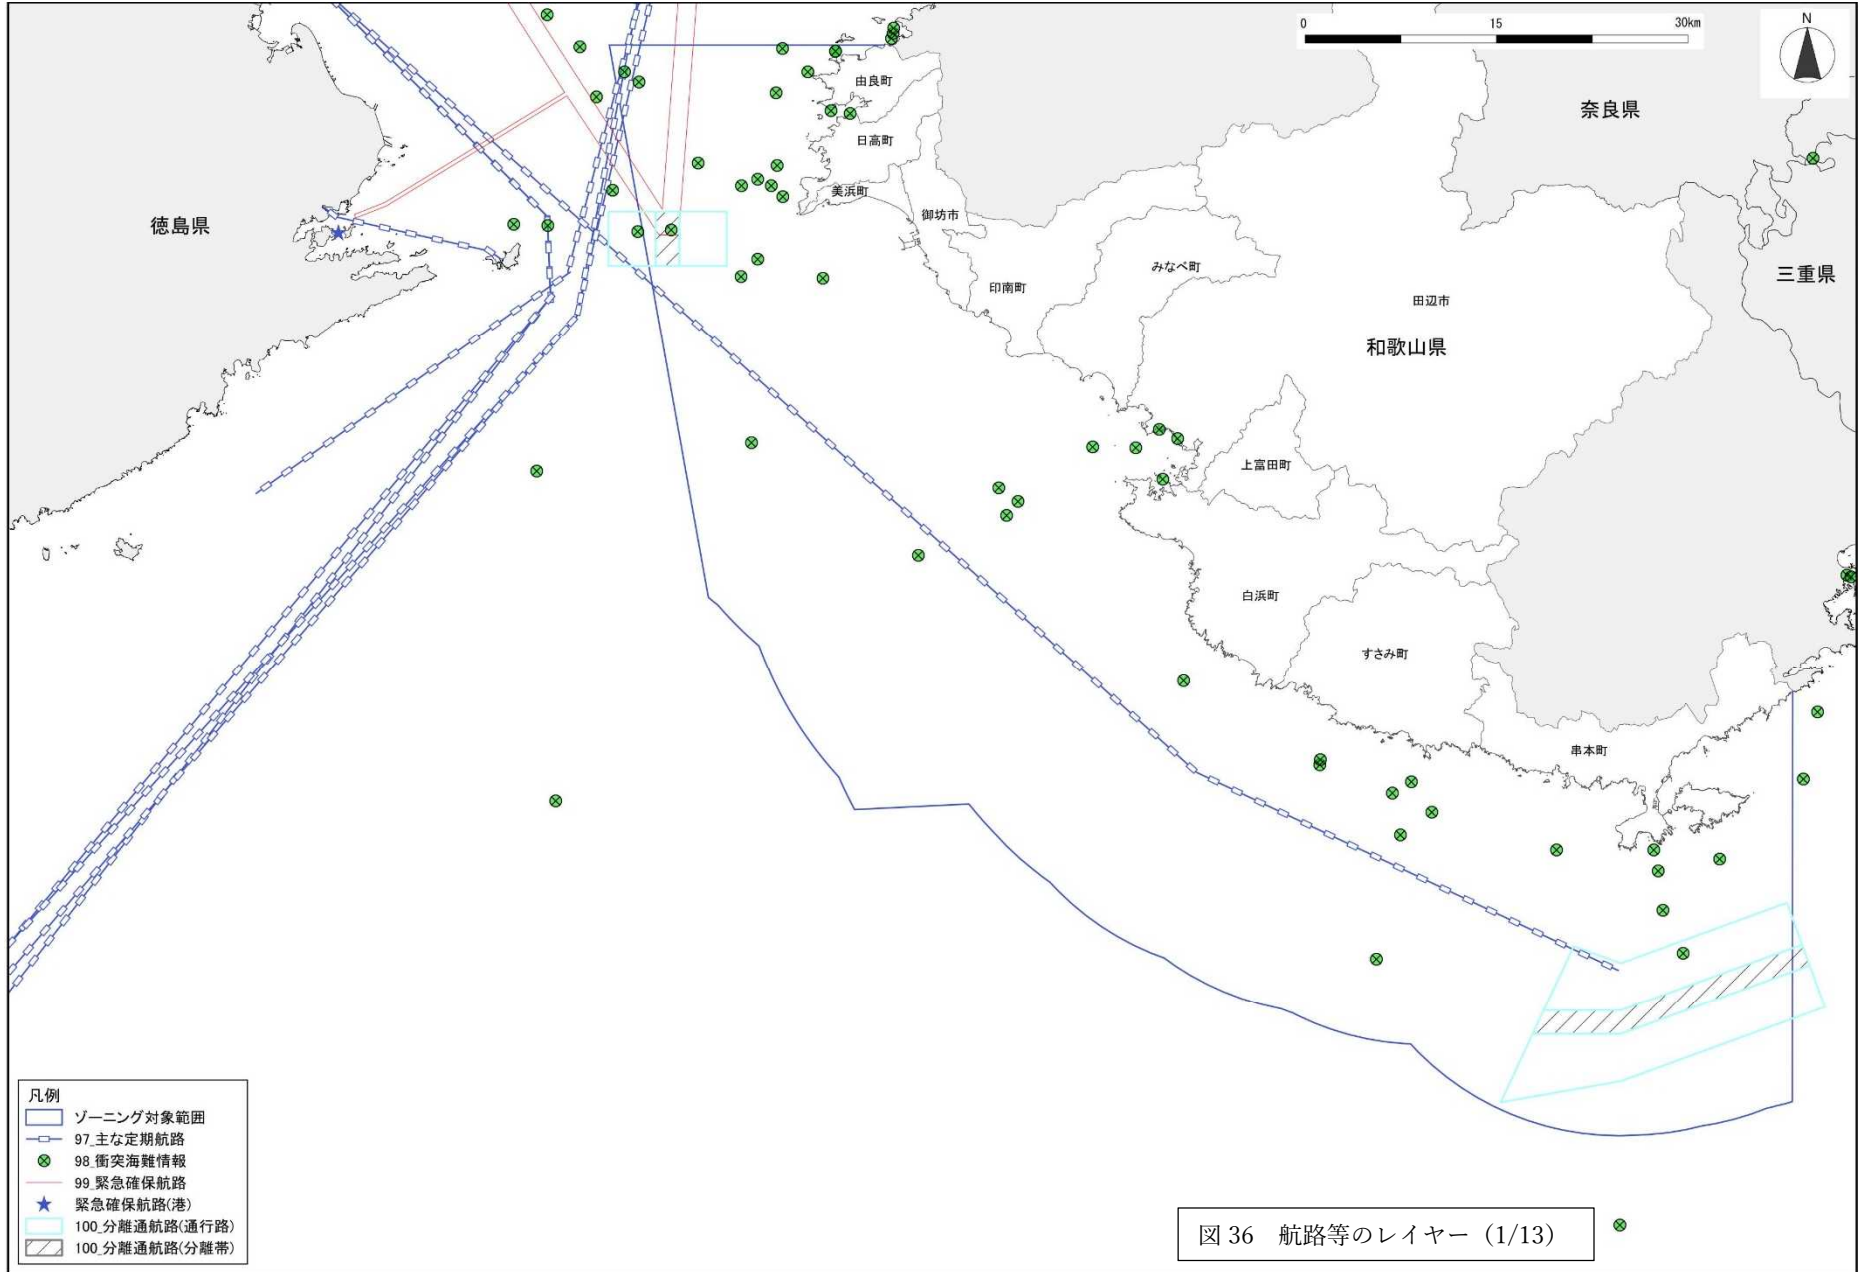 0 15 30km
N
由良町
奈良県
日高町
美浜町
御坊市
徳島県
みなべ町
三重県
印南町
田辺市
和歌山県
上富田町
白浜町
すさみ町
串本町
凡例
ゾーニング対象範囲
97_主な定期航路
98_衝突海難情報
99_緊急確保航路
緊急確保航路(港)
100_分離通航路(通行路)
100_分離通航路(分離帯)
図 36 航路等のレイヤー（1/13）